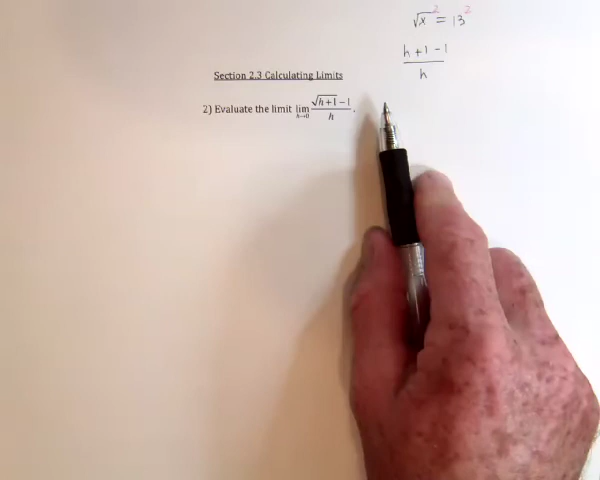 √x² = 13²
h + 1 - 1
h
Section 2.3 Calculating Limits
2) Evaluate the limit lim h→0 √h+1 - 1 / h .